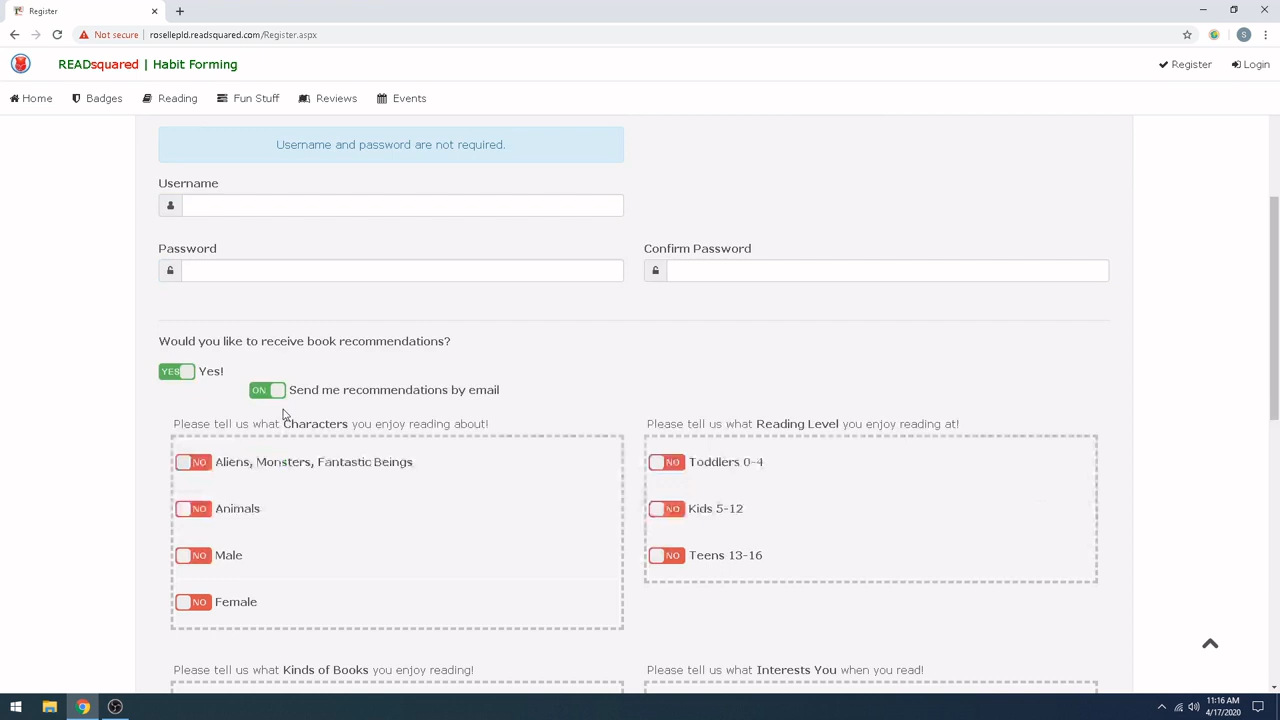 Register
Not secure
rosellepld.readsquared.com/Register.aspx
S
READsquared | Habit Forming
Register
Login
Home
Badges
Reading
Fun Stuff
Reviews
Events
Username and password are not required.
Username
Password
Confirm Password
Would you like to receive book recommendations?
YES Yes!
ON Send me recommendations by email
Please tell us what Characters you enjoy reading about!
NO Aliens, Monsters, Fantastic Beings
NO Animals
NO Male
NO Female
Please tell us what Reading Level you enjoy reading at!
NO Toddlers 0-4
NO Kids 5-12
NO Teens 13-16
Please tell us what Kinds of Books you enjoy reading!
Please tell us what Interests You when you read!
11:16 AM
4/17/2020